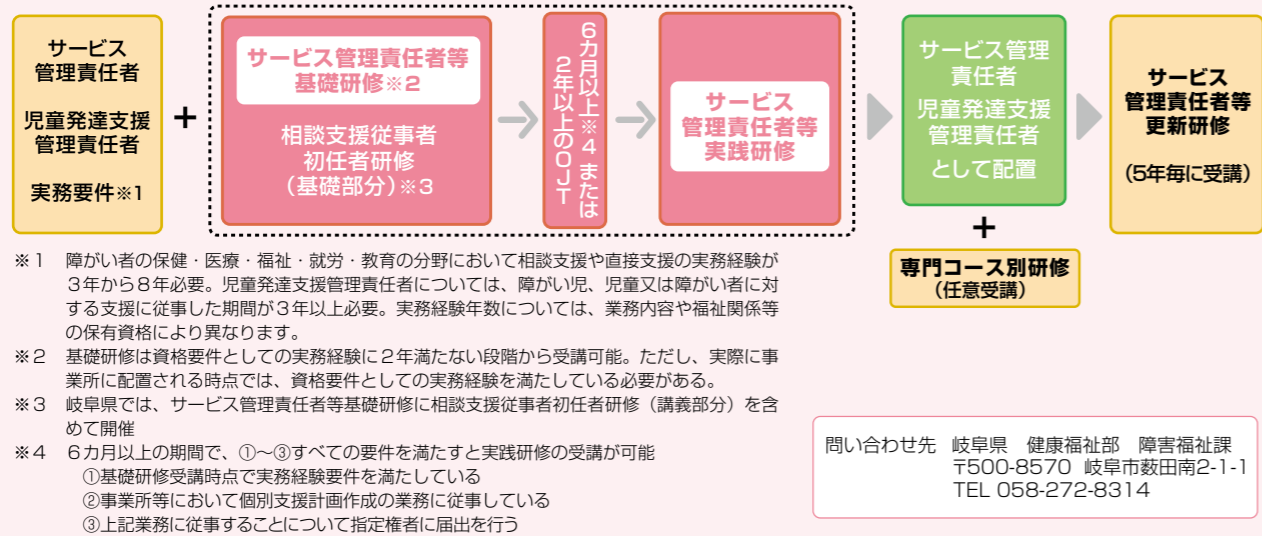 サービス
管理責任者
児童発達支援
管理責任者
実務要件※1
+
サービス管理責任者等
基礎研修※2
相談支援従事者
初任者研修
（基礎部分）※3
6カ月以上※4 または
2年以上のOJT
サービス
管理責任者等
実践研修
サービス管理
責任者
児童発達支援
管理責任者
として配置
+
専門コース別研修
（任意受講）
サービス
管理責任者等
更新研修
（5年毎に受講）
※1 障がい者の保健・医療・福祉・就労・教育の分野において相談支援や直接支援の実務経験が
3年から8年必要。児童発達支援管理責任者については、障がい児、児童又は障がい者に対
する支援に従事した期間が3年以上必要。実務経験年数については、業務内容や福祉関係等
の保有資格により異なります。
※2 基礎研修は資格要件としての実務経験に2年満たない段階から受講可能。ただし、実際に事
業所に配置される時点では、資格要件としての実務経験を満たしている必要がある。
※3 岐阜県では、サービス管理責任者等基礎研修に相談支援従事者初任者研修（講義部分）を含
めて開催
※4 6カ月以上の期間で、①～③すべての要件を満たすと実践研修の受講が可能
①基礎研修受講時点で実務経験要件を満たしている
②事業所等において個別支援計画作成の業務に従事している
③上記業務に従事することについて指定権者に届出を行う
問い合わせ先 岐阜県 健康福祉部 障害福祉課
〒500-8570 岐阜市薮田南2-1-1
TEL 058-272-8314